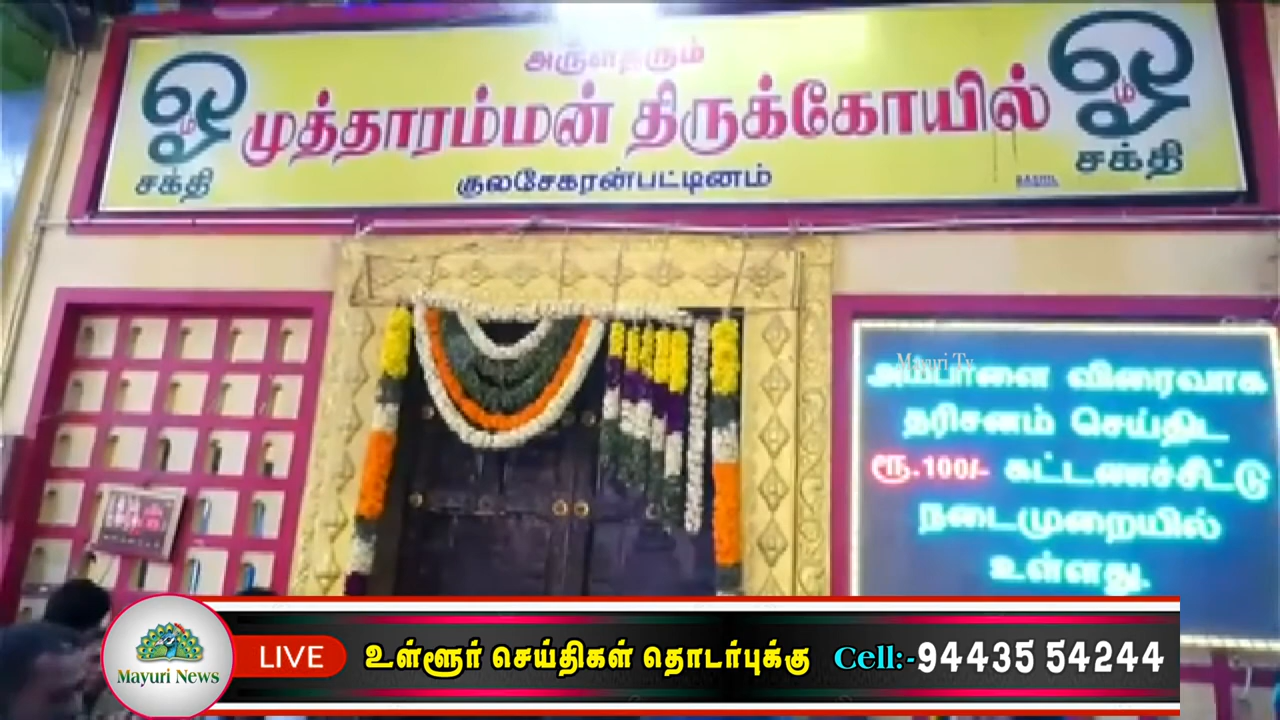 அருள்தரும்
ஓம் சக்தி
முத்தாரம்மன் திருக்கோயில்
ஓம் சக்தி
குலசேகரன்பட்டினம்
Mayuri Tv
அம்பாளை விரைவாக
தரிசனம் செய்திட
ரூ.100/- கட்டணச்சீட்டு
நடைமுறையில்
உள்ளது.
Mayuri News
LIVE
உள்ளூர் செய்திகள் தொடர்புக்கு Cell:-94435 54244